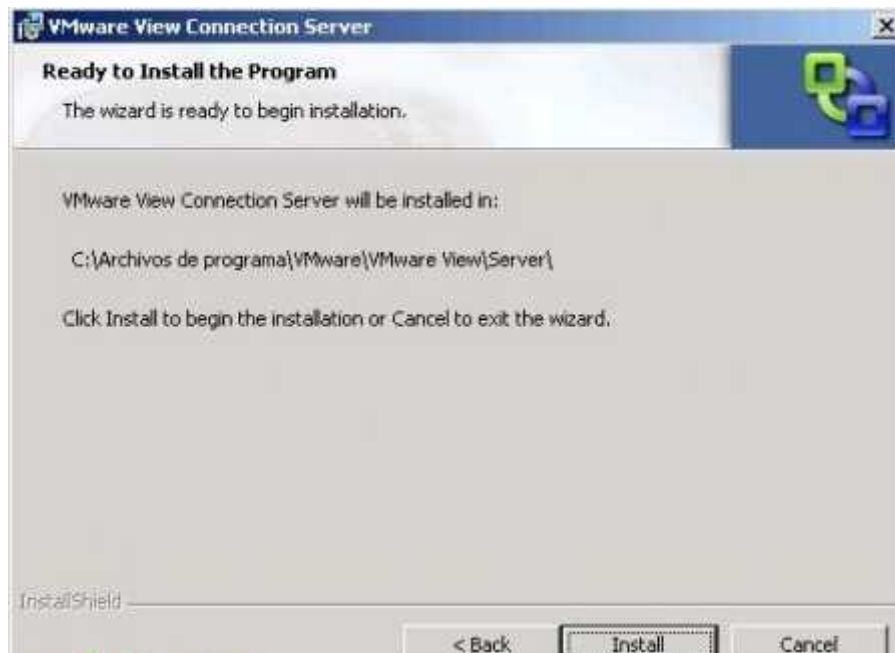 VMware View Connection Server
Ready to Install the Program
The wizard is ready to begin installation.
VMware View Connection Server will be installed in:
C:\Archivos de programa\VMware\VMware View\Server\
Click Install to begin the installation or Cancel to exit the wizard.
InstallShield
< Back
Install
Cancel